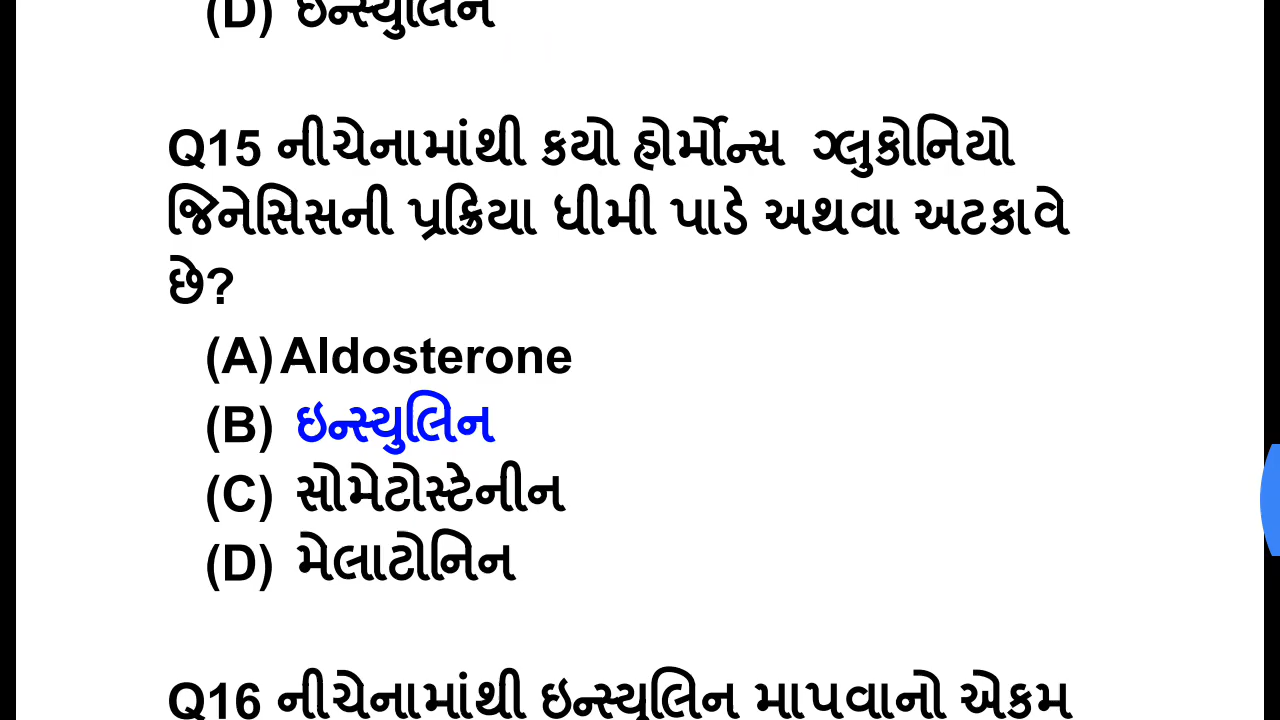 (D) ઇન્સ્યુલિન
Q15 નીચેનામાંથી કયો હોર્મોન્સ ગ્લુકોનિયો
જિનેસિસની પ્રક્રિયા ધીમી પાડે અથવા અટકાવે
છે?
(A) Aldosterone
(B) ઇન્સ્યુલિન
(C) સોમેટોસ્ટેનીન
(D) મેલાટોનિન
Q16 નીચેનામાંથી ઇન્સ્યુલિન માપવાનો એકમ